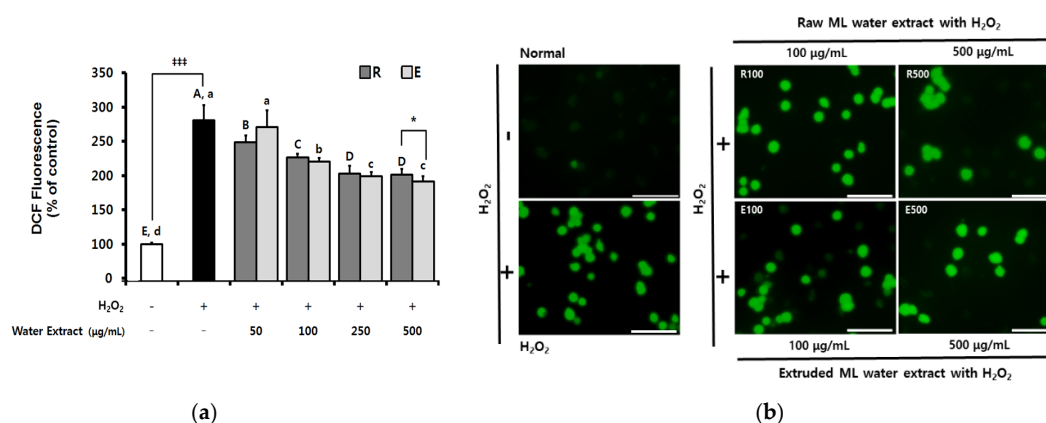 ‡‡‡
R E
A, a
a
B
C b
D c
*
D c
E, d
350
300
250
200
150
100
0
DCF Fluorescence
(% of control)
H₂O₂ - + + + + +
Water Extract (μg/mL) - - 50 100 250 500
(a)
Raw ML water extract with H₂O₂
100 μg/mL 500 μg/mL
Normal
-
H₂O₂
+
H₂O₂
R100 R500
+
H₂O₂
E100 E500
+
100 μg/mL 500 μg/mL
Extruded ML water extract with H₂O₂
(b)